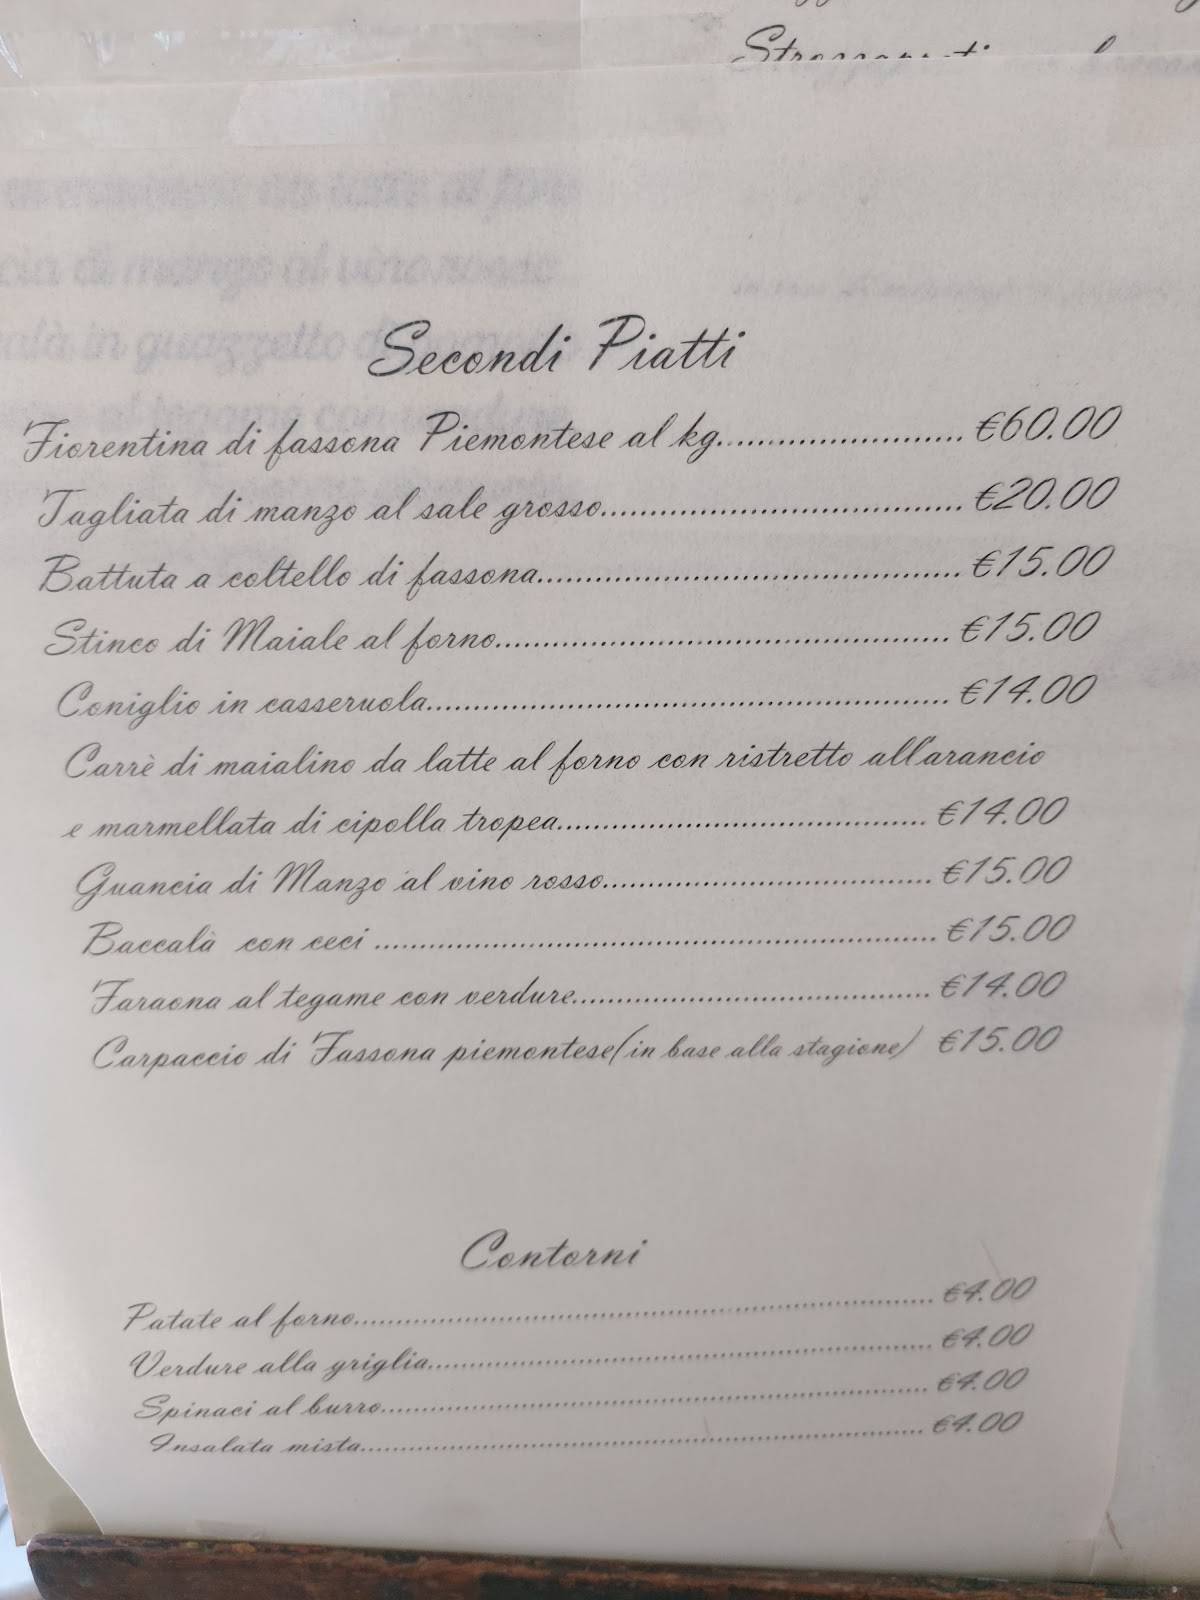 Secondi Piatti
Fiorentina di fassona Piemontese al kg......................... €60.00
Tagliata di manzo al sale grosso...................................... €20.00
Battuta a coltello di fassona............................................. €15.00
Stinco di Maiale al forno................................................ €15.00
Coniglio in casseruola....................................................... €14.00
Carrè di maialino da latte al forno con ristretto all'arancio
e marmellata di cipolla tropea........................................ €14.00
Guancia di Manzo al vino rosso................................... €15.00
Baccalà con ceci ............................................................ €15.00
Faraona al tegame con verdure...................................... €14.00
Carpaccio di Fassona piemontese(in base alla stagione) €15.00
Contorni
Patate al forno............................................................... €4.00
Verdure alla griglia....................................................... €4.00
Spinaci al burro............................................................ €4.00
Insalata mista............................................................... €4.00